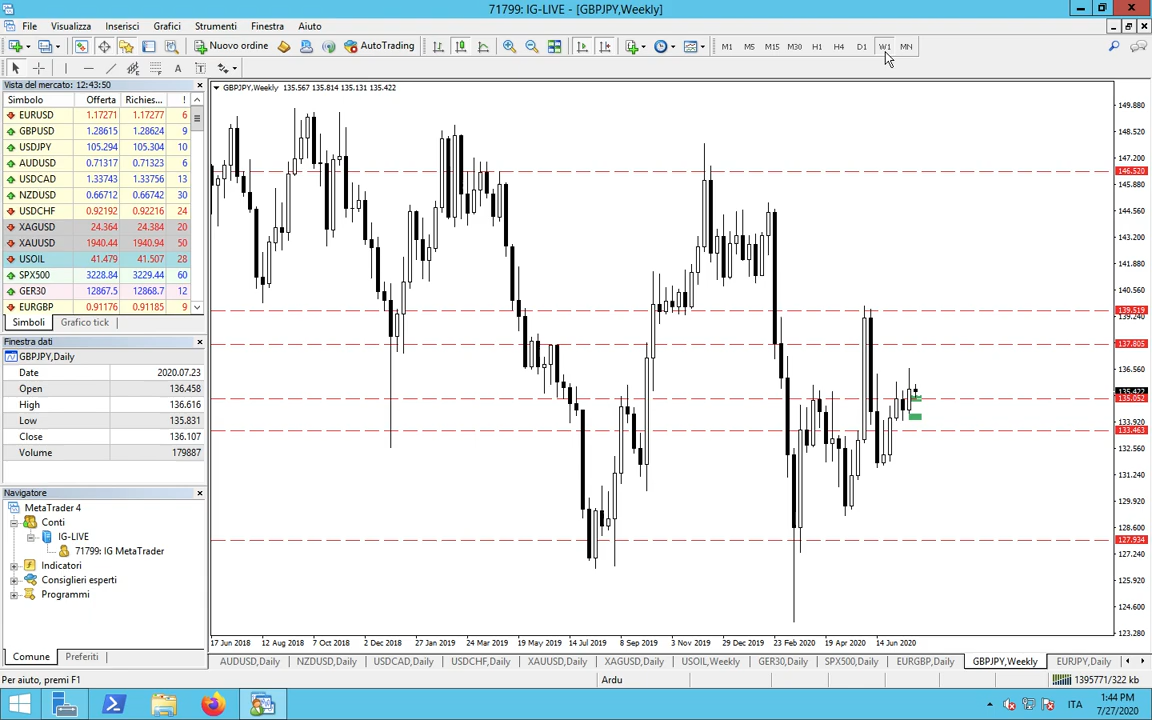 71799: IG-LIVE - [GBPJPY,Weekly]
File Visualizza Inserisci Grafici Strumenti Finestra Aiuto
Nuovo ordine AutoTrading M1 M5 M15 M30 H1 H4 D1 W1 MN
Vista del mercato: 12:43:50
Simbolo Offerta Richies... !
EURUSD 1.17271 1.17277 6
GBPUSD 1.28615 1.28624 9
USDJPY 105.294 105.304 10
AUDUSD 0.71317 0.71323 6
USDCAD 1.33743 1.33756 13
NZDUSD 0.66712 0.66742 30
USDCHF 0.92192 0.92216 24
XAGUSD 24.364 24.384 20
XAUUSD 1940.44 1940.94 50
USOIL 41.479 41.507 28
SPX500 3228.84 3229.44 60
GER30 12867.5 12868.7 12
EURGBP 0.91176 0.91185 9
Simboli Grafico tick
Finestra dati
GBPJPY,Daily
Date 2020.07.23
Open 136.458
High 136.616
Low 135.831
Close 136.107
Volume 179887
Navigatore
MetaTrader 4
Conti
IG-LIVE
71799: IG MetaTrader
Indicatori
Consiglieri esperti
Programmi
Comune Preferiti
GBPJPY,Weekly 135.567 135.814 135.131 135.422
149.880
148.520
147.200
146.520
145.880
144.560
143.200
141.880
140.560
139.519
139.240
137.805
136.560
135.422
135.052
133.920
133.463
132.560
131.240
129.920
128.600
127.934
127.240
125.920
124.600
123.280
17 Jun 2018 12 Aug 2018 7 Oct 2018 2 Dec 2018 27 Jan 2019 24 Mar 2019 19 May 2019 14 Jul 2019 8 Sep 2019 3 Nov 2019 29 Dec 2019 23 Feb 2020 19 Apr 2020 14 Jun 2020
AUDUSD,Daily NZDUSD,Daily USDCAD,Daily USDCHF,Daily XAUUSD,Daily XAGUSD,Daily USOIL,Weekly GER30,Daily SPX500,Daily EURGBP,Daily GBPJPY,Weekly EURJPY,Daily
Per aiuto, premi F1 Ardu 1395771/322 kb
ITA 1:44 PM
7/27/2020